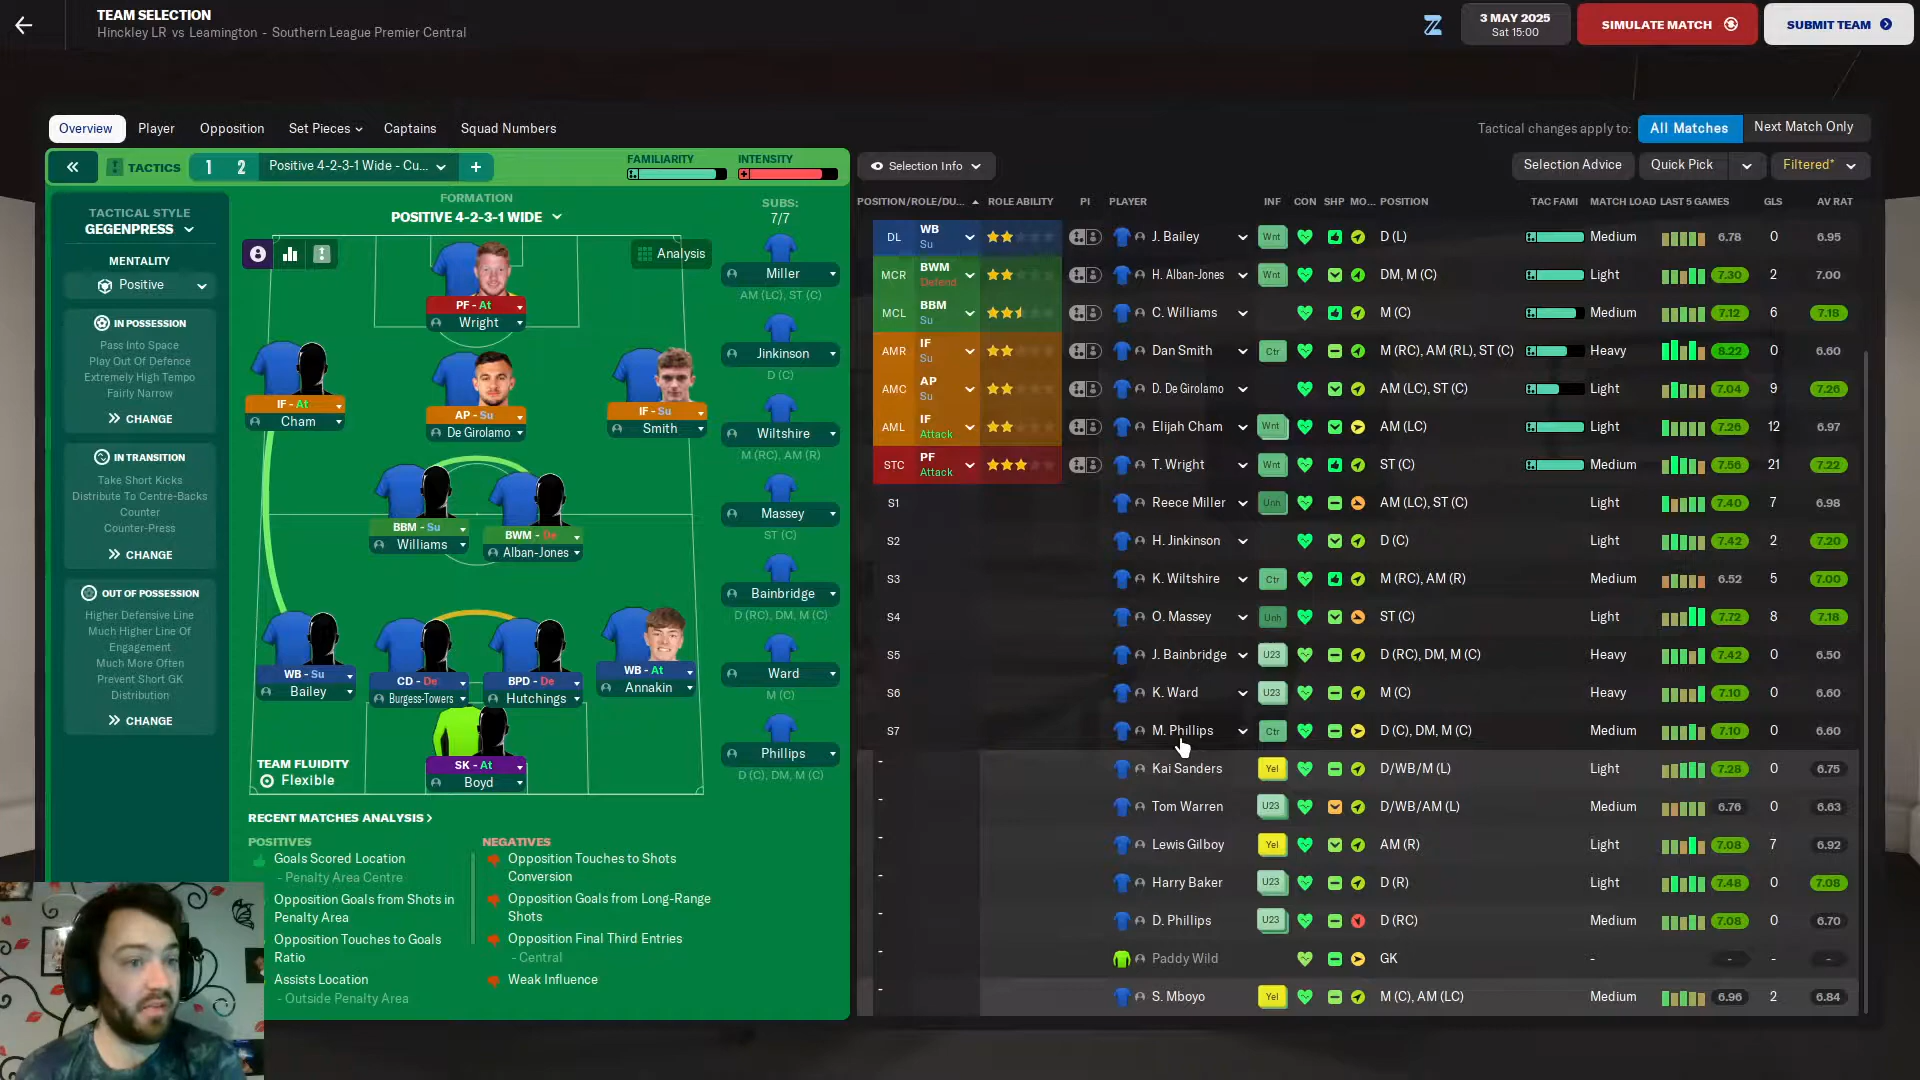 TEAM SELECTION
Hinckley LR vs Leamington - Southern League Premier Central
3 MAY 2025
Sat 15:00
SIMULATE MATCH
SUBMIT TEAM
Overview
Player
Opposition
Set Pieces
Captains
Squad Numbers
Tactical changes apply to:
All Matches
Next Match Only
TACTICS
1
2
Positive 4-2-3-1 Wide - Cu...
+
FAMILIARITY
INTENSITY
Selection Info
Selection Advice
Quick Pick
Filtered*
TACTICAL STYLE
GEGENPRESS
MENTALITY
Positive
IN POSSESSION
Pass Into Space
Play Out Of Defence
Extremely High Tempo
Fairly Narrow
CHANGE
IN TRANSITION
Take Short Kicks
Distribute To Centre-Backs
Counter
Counter-Press
CHANGE
OUT OF POSSESSION
Higher Defensive Line
Much Higher Line Of
Engagement
Much More Often
Prevent Short GK
Distribution
CHANGE
FORMATION
POSITIVE 4-2-3-1 WIDE
Analysis
PF - At
Wright
IF - At
Cham
AP - Su
De Girolamo
IF - Su
Smith
BBM - Su
Williams
BWM - De
Alban-Jones
WB - Su
Bailey
CD - De
Burgess-Towers
BPD - De
Hutchings
WB - At
Annakin
SK - At
Boyd
TEAM FLUIDITY
Flexible
SUBS:
7/7
Miller
AM (LC), ST (C)
Jinkinson
D (C)
Wiltshire
M (RC), AM (R)
Massey
ST (C)
Bainbridge
D (RC), DM, M (C)
Ward
M (C)
Phillips
D (C), DM, M (C)
RECENT MATCHES ANALYSIS >
POSITIVES
Goals Scored Location
- Penalty Area Centre
Opposition Goals from Shots in
Penalty Area
Opposition Touches to Goals
Ratio
Assists Location
- Outside Penalty Area
NEGATIVES
Opposition Touches to Shots
Conversion
Opposition Goals from Long-Range
Shots
Opposition Final Third Entries
- Central
Weak Influence
POSITION/ROLE/DU... ROLE ABILITY PI PLAYER INF CON SHP MO... POSITION TAC FAMI MATCH LOAD LAST 5 GAMES GLS AV RAT
DL WB Su J. Bailey Wnt D (L) Medium 6.78 0 6.95
MCR BWM Defend H. Alban-Jones Wnt DM, M (C) Light 7.30 2 7.00
MCL BBM Su C. Williams M (C) Medium 7.12 6 7.18
AMR IF Su Dan Smith Ctr M (RC), AM (RL), ST (C) Heavy 8.22 0 6.60
AMC AP Su D. De Girolamo AM (LC), ST (C) Light 7.04 9 7.26
AML IF Attack Elijah Cham Wnt AM (LC) Light 7.26 12 6.97
STC PF Attack T. Wright Wnt ST (C) Medium 7.56 21 7.22
S1 Reece Miller Unh AM (LC), ST (C) Light 7.40 7 6.98
S2 H. Jinkinson D (C) Light 7.42 2 7.20
S3 K. Wiltshire Ctr M (RC), AM (R) Medium 6.52 5 7.00
S4 O. Massey Unh ST (C) Light 7.72 8 7.18
S5 J. Bainbridge U23 D (RC), DM, M (C) Heavy 7.42 0 6.50
S6 K. Ward U23 M (C) Heavy 7.10 0 6.60
S7 M. Phillips Ctr D (C), DM, M (C) Medium 7.10 0 6.60
- Kai Sanders Yel D/WB/M (L) Light 7.28 0 6.75
- Tom Warren U23 D/WB/AM (L) Medium 6.76 0 6.63
- Lewis Gilboy Yel AM (R) Light 7.08 7 6.92
- Harry Baker U23 D (R) Light 7.48 0 7.08
- D. Phillips U23 D (RC) Medium 7.08 0 6.70
- Paddy Wild GK - - - -
- S. Mboyo Yel M (C), AM (LC) Medium 6.96 2 6.84